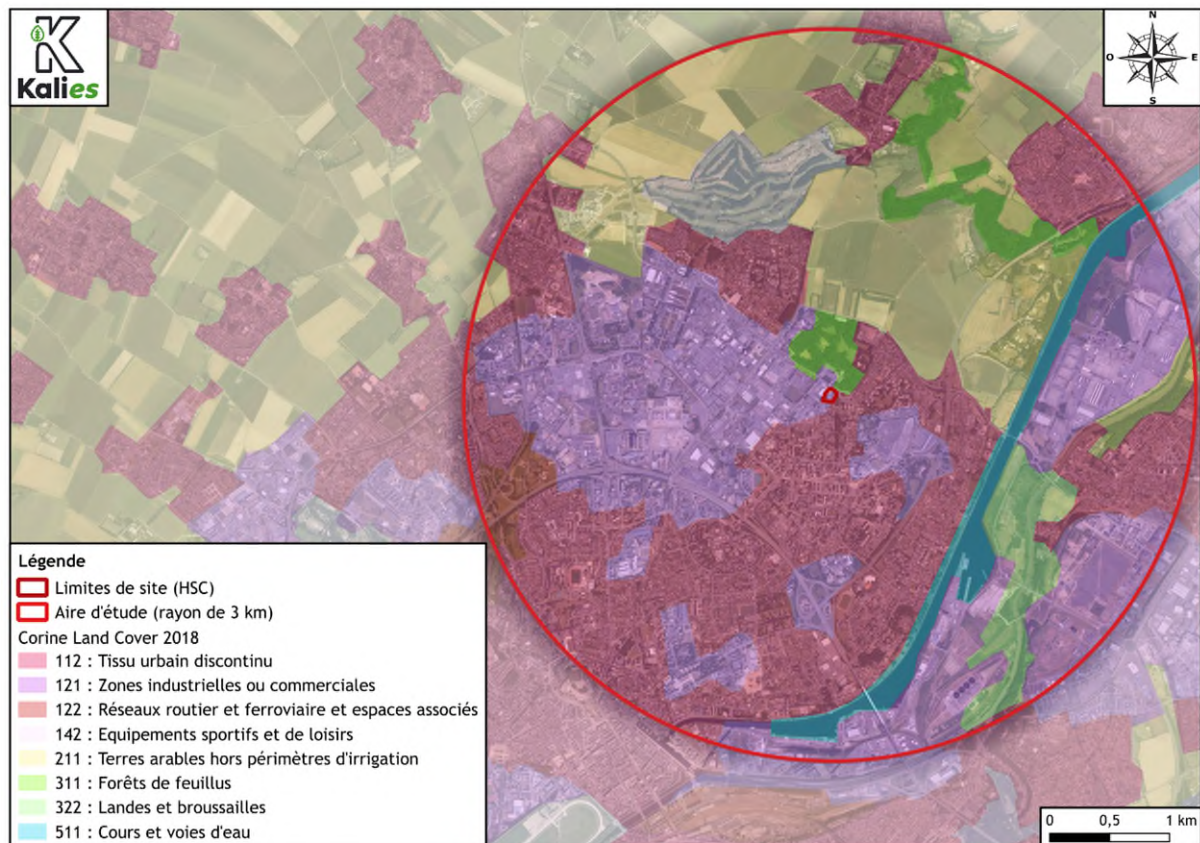 Kalies
N
O
E
S
Légende
Limites de site (HSC)
Aire d'étude (rayon de 3 km)
Corine Land Cover 2018
112 : Tissu urbain discontinu
121 : Zones industrielles ou commerciales
122 : Réseaux routier et ferroviaire et espaces associés
142 : Equipements sportifs et de loisirs
211 : Terres arables hors périmètres d'irrigation
311 : Forêts de feuillus
322 : Landes et broussailles
511 : Cours et voies d'eau
0 0,5 1 km